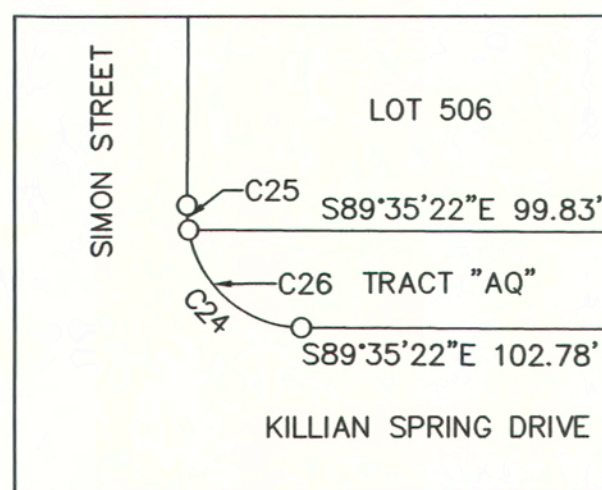 SIMON STREET
LOT 506
C25
S89°35'22"E 99.83'
C26
TRACT "AQ"
C24
S89°35'22"E 102.78'
KILLIAN SPRING DRIVE